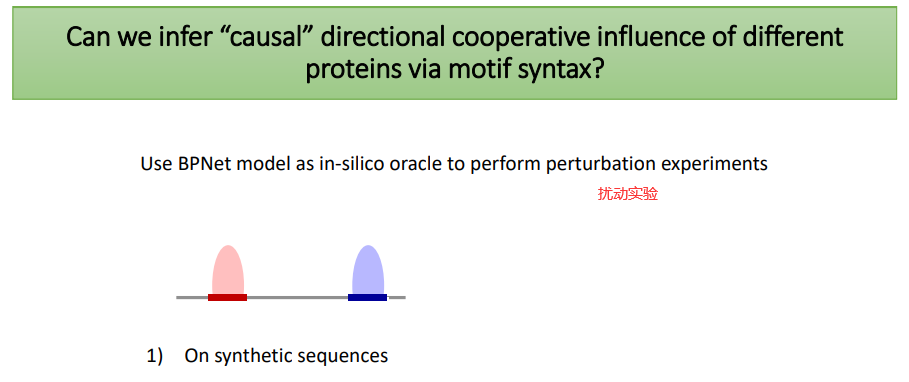 Can we infer “causal” directional cooperative influence of different
proteins via motif syntax?
Use BPNet model as in-silico oracle to perform perturbation experiments
扰动实验
1) On synthetic sequences